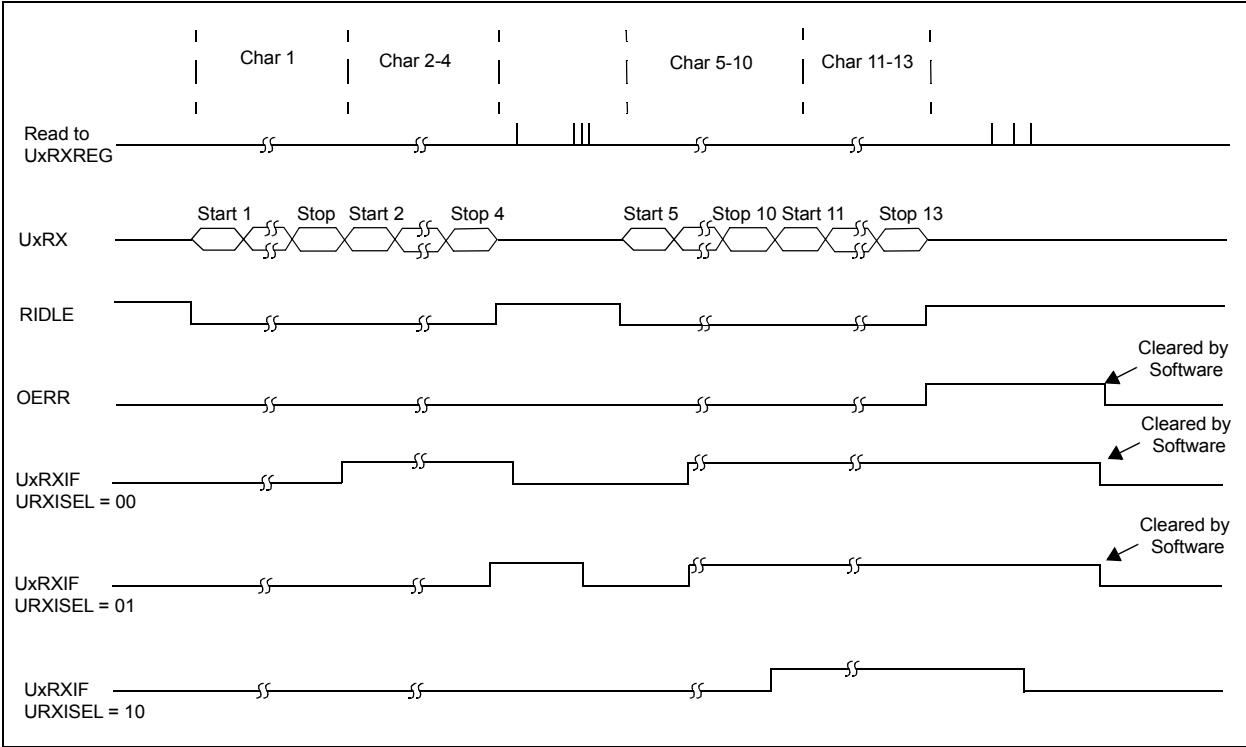 Char 1
Char 2-4
Char 5-10
Char 11-13
Read to
UxRXREG
Start 1
Stop
Start 2
Stop 4
Start 5
Stop 10
Start 11
Stop 13
UxRX
RIDLE
Cleared by
Software
OERR
Cleared by
Software
UxRXIF
URXISEL = 00
Cleared by
Software
UxRXIF
URXISEL = 01
UxRXIF
URXISEL = 10